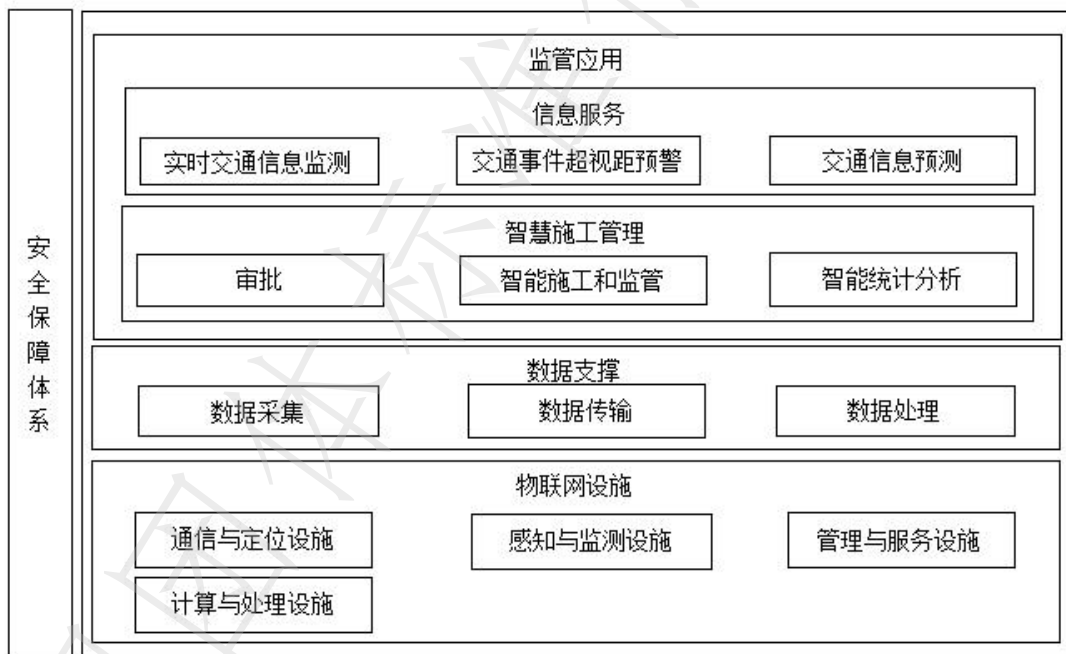 监管应用
信息服务
实时交通信息监测
交通事件超视距预警
交通信息预测
智慧施工管理
审批
智能施工和监管
智能统计分析
安全保障体系
数据支撑
数据采集
数据传输
数据处理
物联网设施
通信与定位设施
感知与监测设施
管理与服务设施
计算与处理设施
团体标准